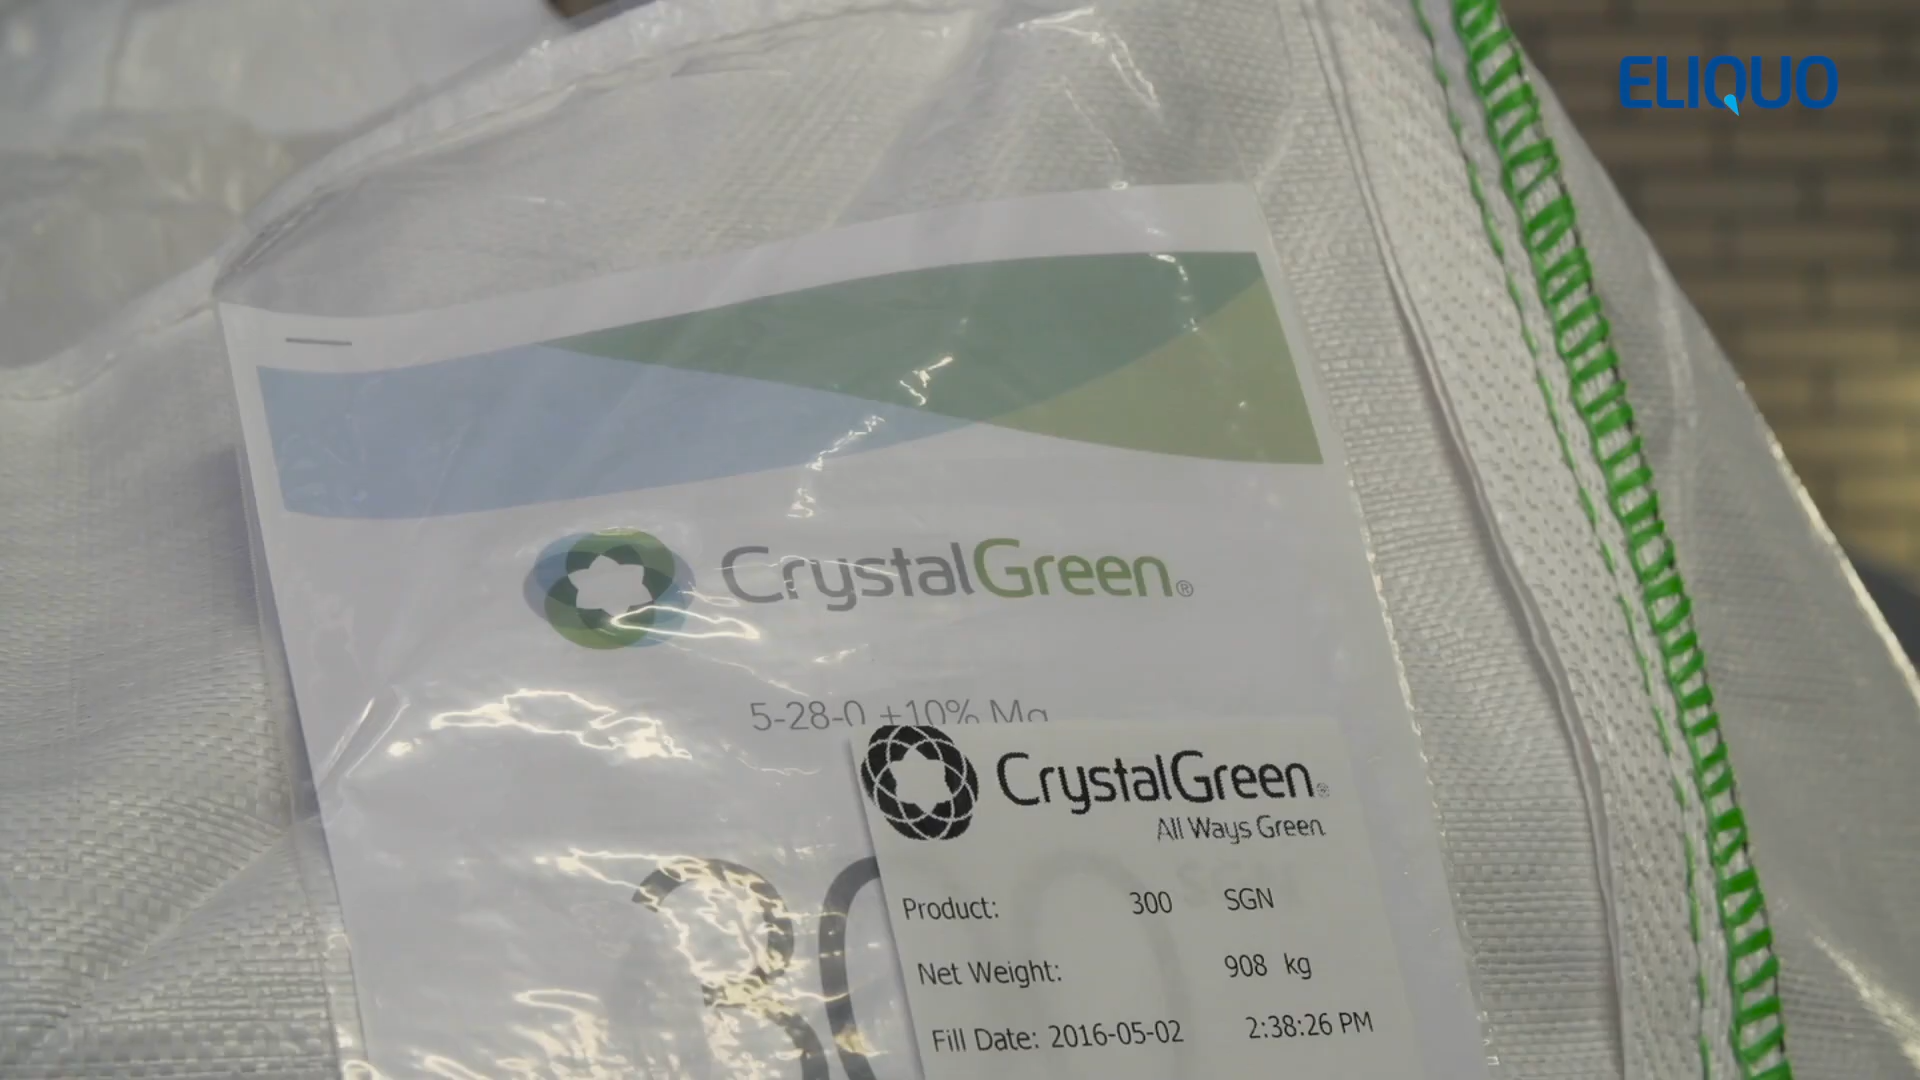 ELIQUO
CrystalGreen®
5-28-0 +10% Mg
CrystalGreen®
All Ways Green
Product: 300 SGN
Net Weight: 908 kg
Fill Date: 2016-05-02 2:38:26 PM